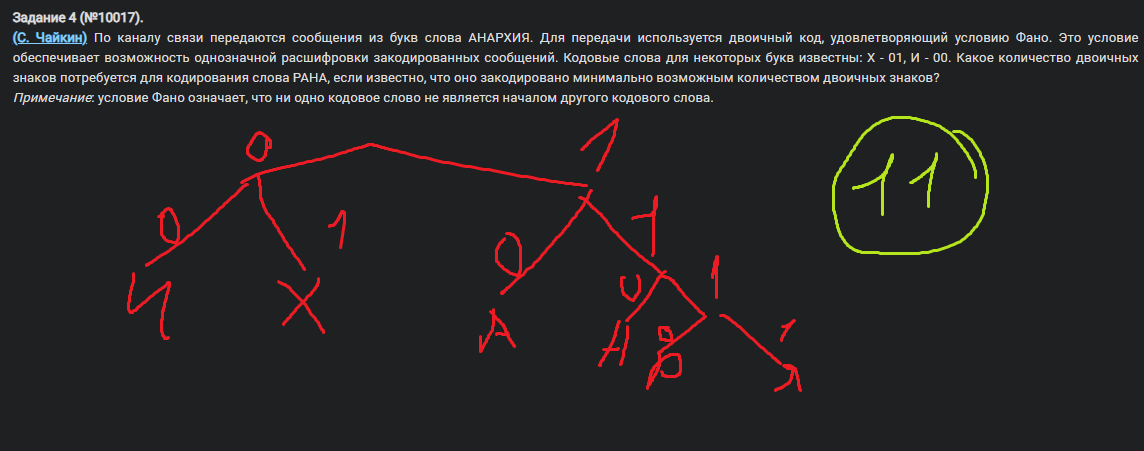 Задание 4 (№10017).
(С. Чайкин) По каналу связи передаются сообщения из букв слова АНАРХИЯ. Для передачи используется двоичный код, удовлетворяющий условию Фано. Это условие
обеспечивает возможность однозначной расшифровки закодированных сообщений. Кодовые слова для некоторых букв известны: Х - 01, И - 00. Какое количество двоичных
знаков потребуется для кодирования слова РАНА, если известно, что оно закодировано минимально возможным количеством двоичных знаков?
Примечание: условие Фано означает, что ни одно кодовое слово не является началом другого кодового слова.
0 1
0 1 0 1
И Х А 0 1
Н 0 1
Р Я
11